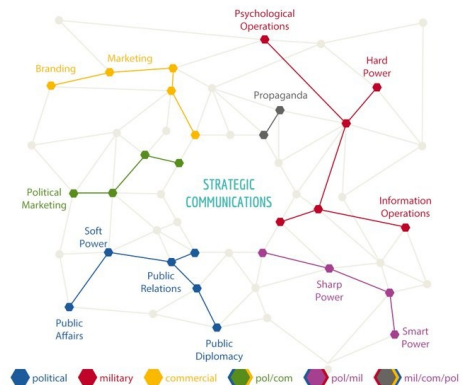 Psychological
Operations
Marketing
Branding
Hard
Power
Propaganda
STRATEGIC
COMMUNICATIONS
Political
Marketing
Information
Operations
Soft
Power
Public
Relations
Sharp
Power
Public
Affairs
Public
Diplomacy
Smart
Power
political military commercial pol/com pol/mil mil/com/pol